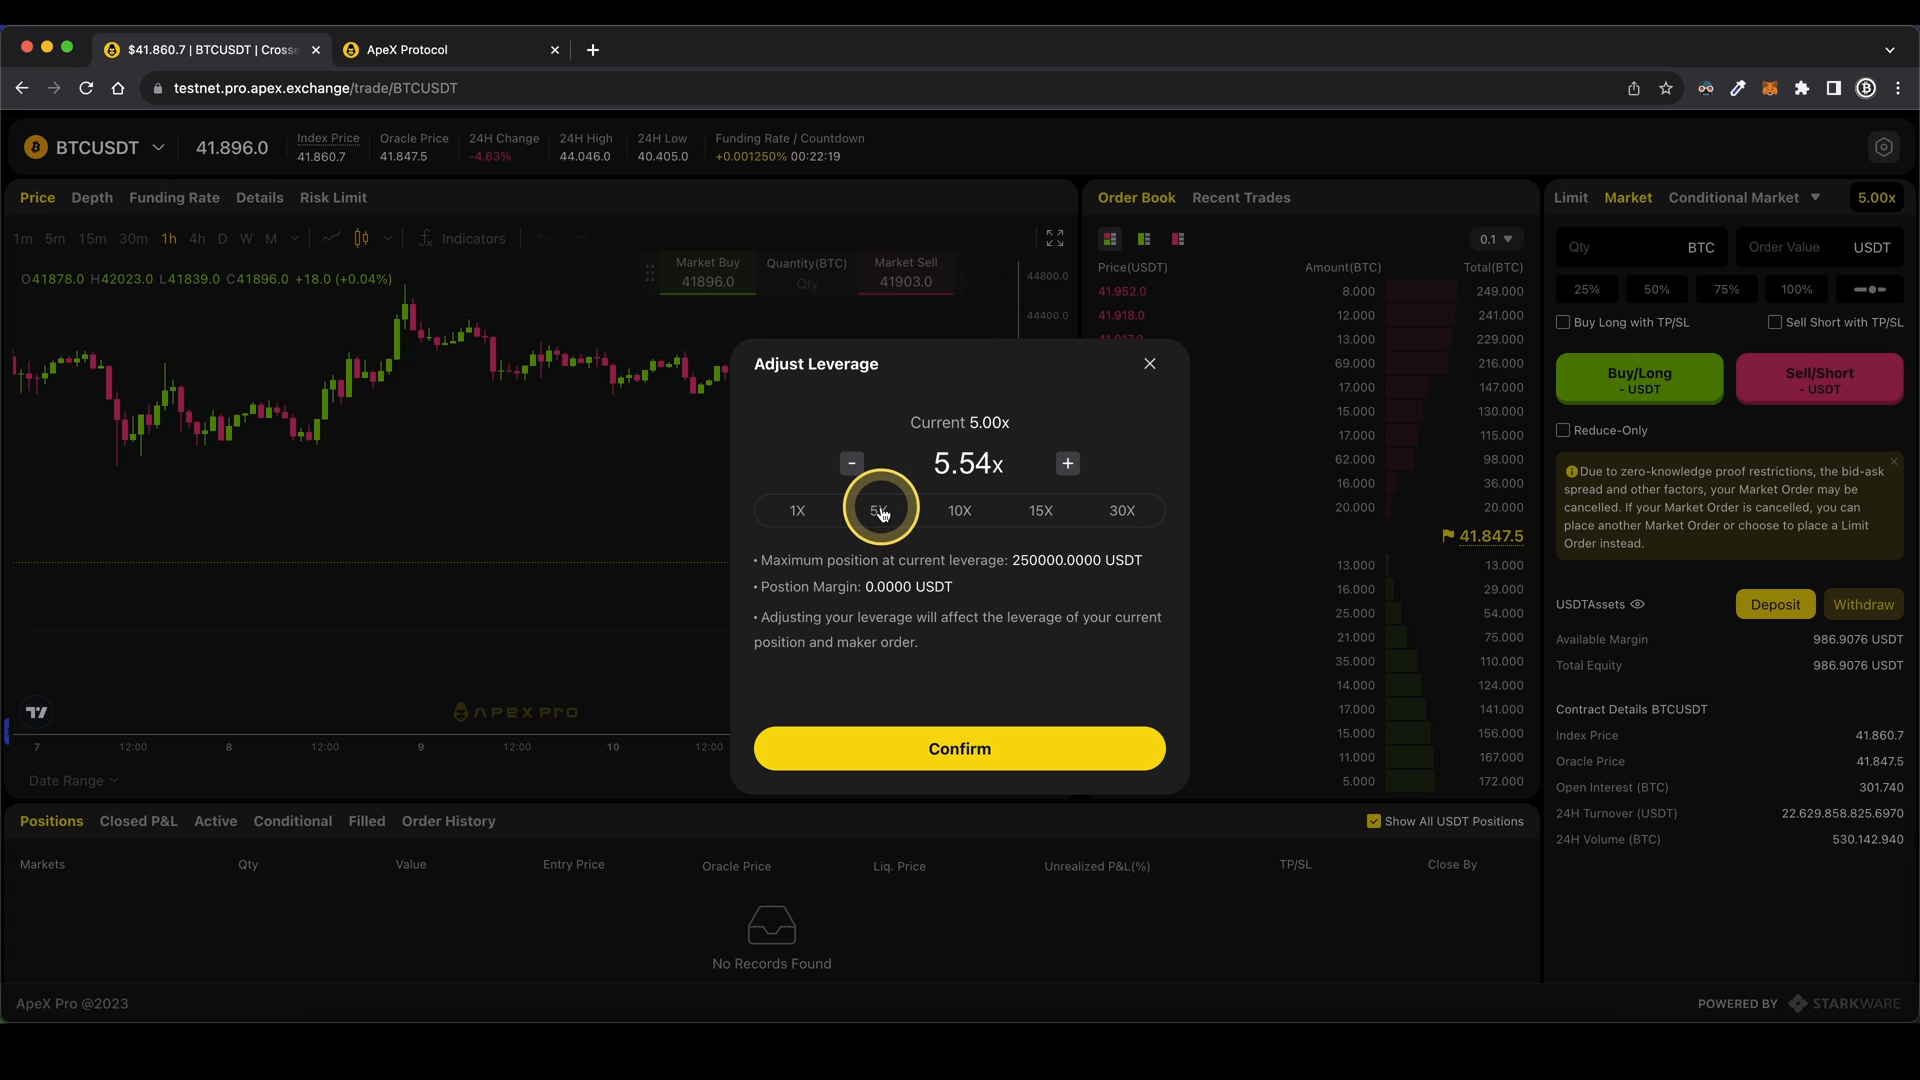 $41.860.7 | BTCUSDT | Crosse
ApeX Protocol
testnet.pro.apex.exchange/trade/BTCUSDT
BTCUSDT
41.896.0
Index Price
41.860.7
Oracle Price
41.847.5
24H Change
-4.63%
24H High
44.046.0
24H Low
40.405.0
Funding Rate / Countdown
+0.001250% 00:22:19
Price Depth Funding Rate Details Risk Limit
1m 5m 15m 30m 1h 4h D W M
Indicators
O41878.0 H42023.0 L41839.0 C41896.0 +18.0 (+0.04%)
Market Buy
41896.0
Quantity(BTC)
Qty
Market Sell
41903.0
44800.0
44400.0
7 12:00 8 12:00 9 12:00 10 12:00
APEX PRO
Date Range
Order Book Recent Trades
0.1
Price(USDT) Amount(BTC) Total(BTC)
41.952.0 8.000 249.000
41.918.0 12.000 241.000
13.000 229.000
69.000 216.000
17.000 147.000
15.000 130.000
17.000 115.000
62.000 98.000
16.000 36.000
20.000 20.000
41.847.5
13.000 13.000
16.000 29.000
25.000 54.000
21.000 75.000
35.000 110.000
14.000 124.000
17.000 141.000
15.000 156.000
11.000 167.000
5.000 172.000
Adjust Leverage
Current 5.00x
- 5.54x +
1X 5X 10X 15X 30X
• Maximum position at current leverage: 250000.0000 USDT
• Postion Margin: 0.0000 USDT
• Adjusting your leverage will affect the leverage of your current
position and maker order.
Confirm
Limit Market Conditional Market 5.00x
Qty BTC
Order Value USDT
25% 50% 75% 100%
Buy Long with TP/SL
Sell Short with TP/SL
Buy/Long
- USDT
Sell/Short
- USDT
Reduce-Only
Due to zero-knowledge proof restrictions, the bid-ask
spread and other factors, your Market Order may be
cancelled. If your Market Order is cancelled, you can
place another Market Order or choose to place a Limit
Order instead.
USDTAssets
Deposit
Withdraw
Available Margin 986.9076 USDT
Total Equity 986.9076 USDT
Contract Details BTCUSDT
Index Price 41.860.7
Oracle Price 41.847.5
Open Interest (BTC) 301.740
24H Turnover (USDT) 22.629.858.825.6970
24H Volume (BTC) 530.142.940
Positions Closed P&L Active Conditional Filled Order History
Show All USDT Positions
Markets Qty Value Entry Price Oracle Price Liq. Price Unrealized P&L(%) TP/SL Close By
No Records Found
ApeX Pro @2023
POWERED BY STARKWARE